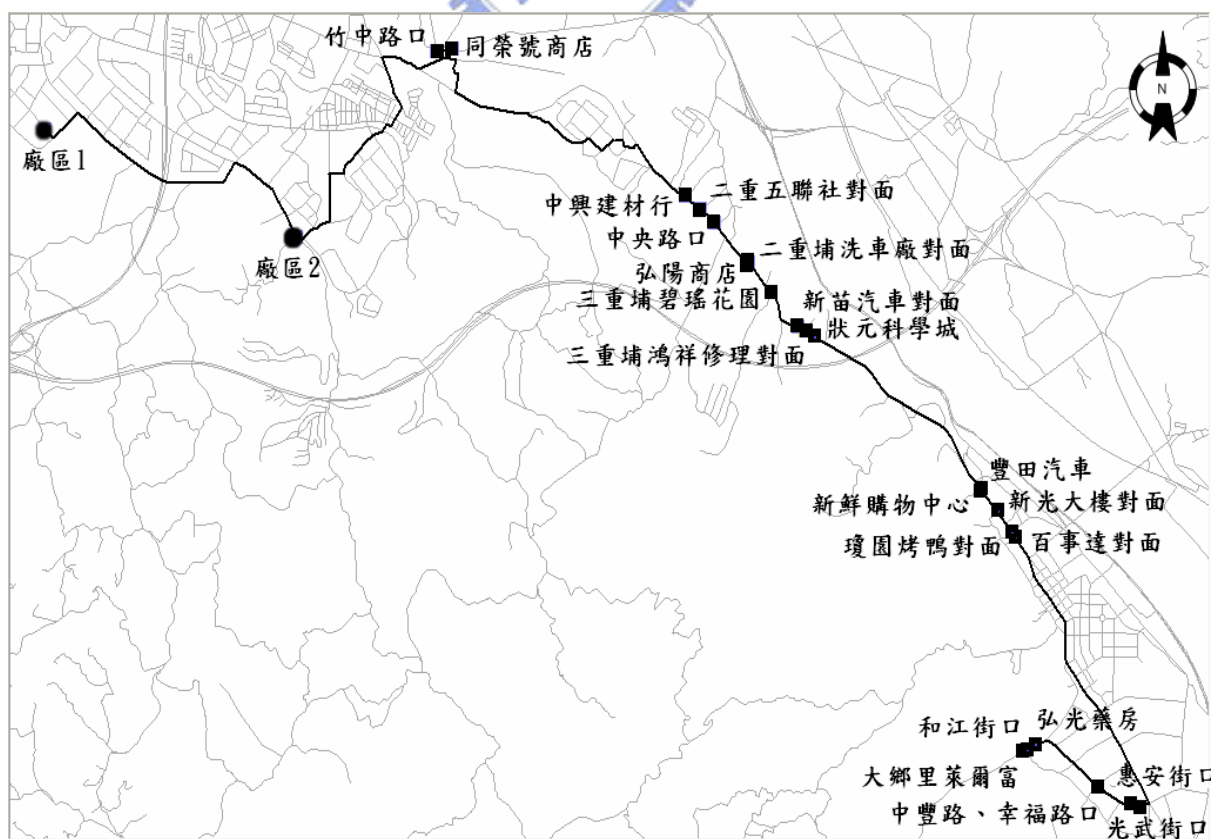 竹中路口
同榮號商店
N
廠區1
廠區2
二重五聯社對面
中興建材行
中央路口
二重埔洗車廠對面
弘陽商店
三重埔碧瑤花園
新苗汽車對面
狀元科學城
三重埔鴻祥修理對面
豐田汽車
新鮮購物中心
新光大樓對面
瓊園烤鴨對面
百事達對面
和江街口
弘光藥房
大鄉里萊爾富
惠安街口
中豐路、幸福路口
光武街口